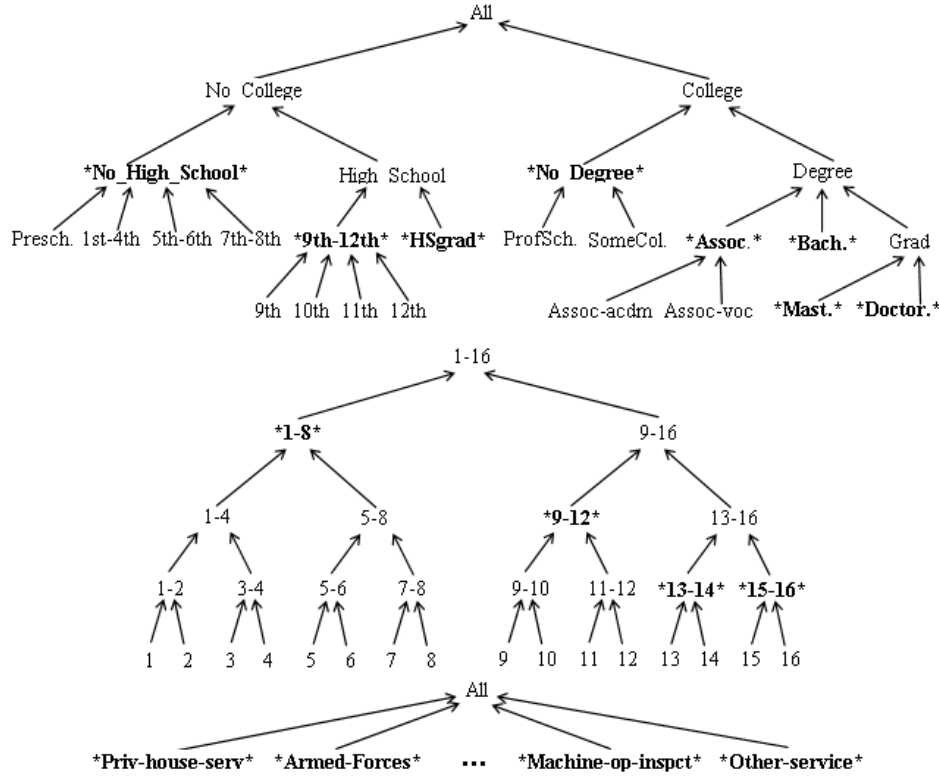 All
No College College
*No_High_School* High School *No Degree* Degree
Presch. 1st-4th 5th-6th 7th-8th *9th-12th* *HSgrad* ProfSch. SomeCol. *Assoc.* *Bach.* Grad
9th 10th 11th 12th Assoc-acdm Assoc-voc *Mast.* *Doctor.*
1-16
*1-8* 9-16
1-4 5-8 *9-12* 13-16
1-2 3-4 5-6 7-8 9-10 11-12 *13-14* *15-16*
1 2 3 4 5 6 7 8 9 10 11 12 13 14 15 16
All
*Priv-house-serv* *Armed-Forces* ... *Machine-op-inspct* *Other-service*